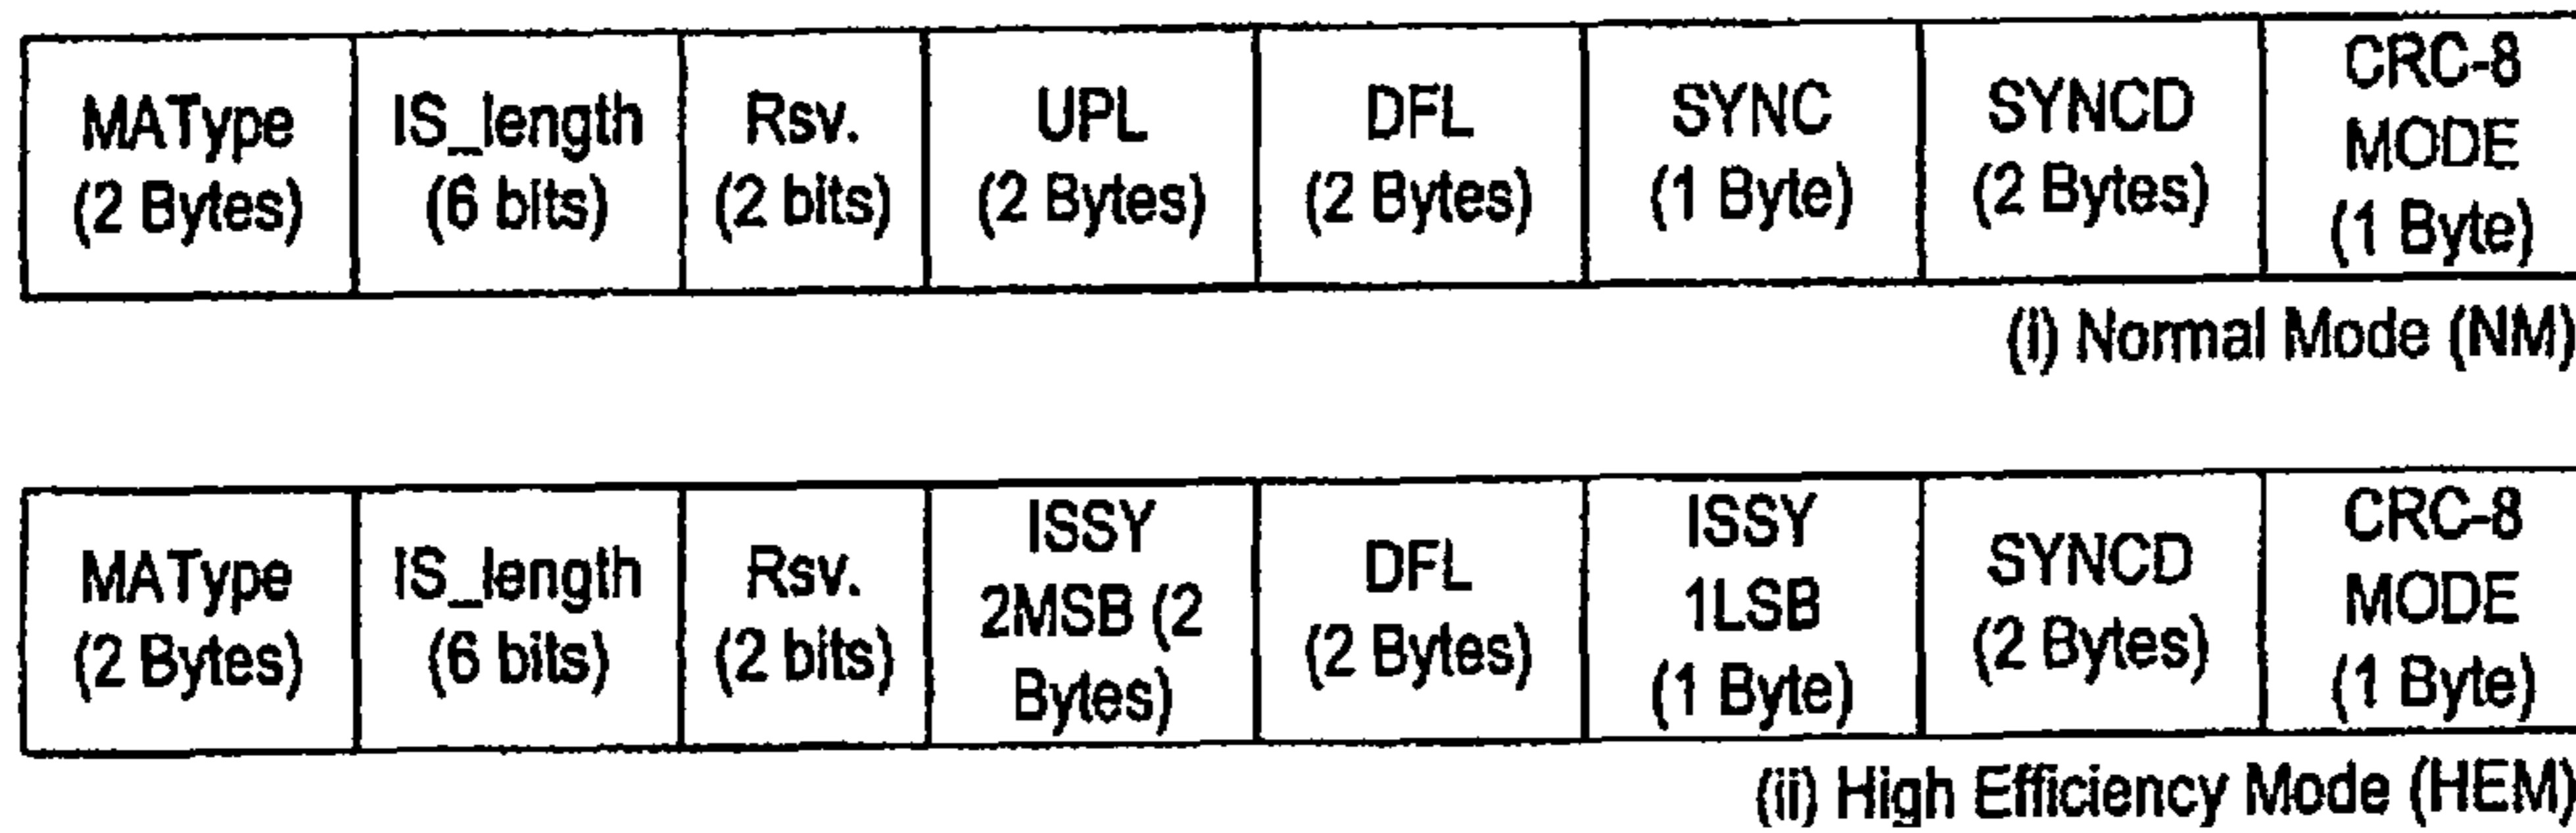 MAType
(2 Bytes)
IS_length
(6 bits)
Rsv.
(2 bits)
UPL
(2 Bytes)
DFL
(2 Bytes)
SYNC
(1 Byte)
SYNCD
(2 Bytes)
CRC-8
MODE
(1 Byte)
(i) Normal Mode (NM)
MAType
(2 Bytes)
IS_length
(6 bits)
Rsv.
(2 bits)
ISSY
2MSB (2
Bytes)
DFL
(2 Bytes)
ISSY
1LSB
(1 Byte)
SYNCD
(2 Bytes)
CRC-8
MODE
(1 Byte)
(ii) High Efficiency Mode (HEM)